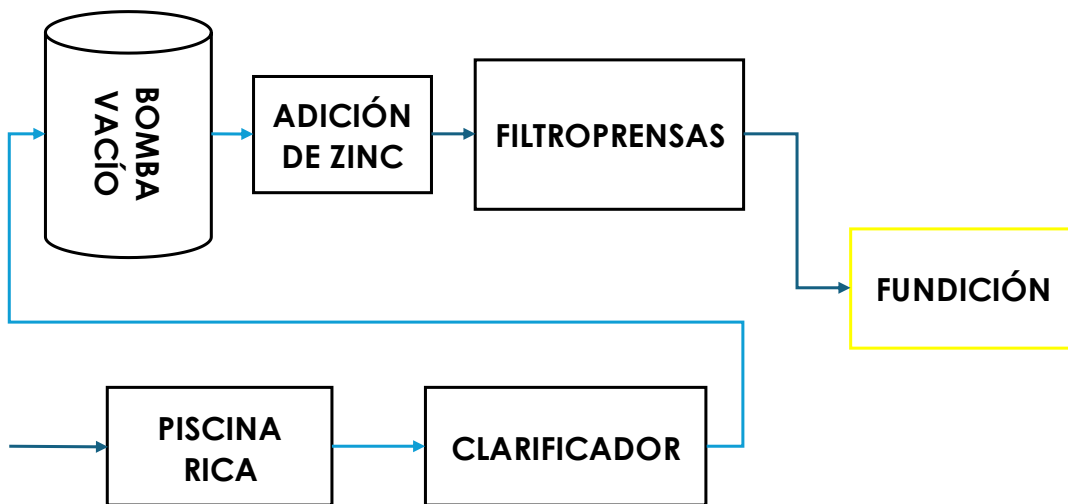 BOMBA
VACÍO
ADICIÓN
DE ZINC
FILTROPRENSAS
FUNDICIÓN
PISCINA
RICA
CLARIFICADOR